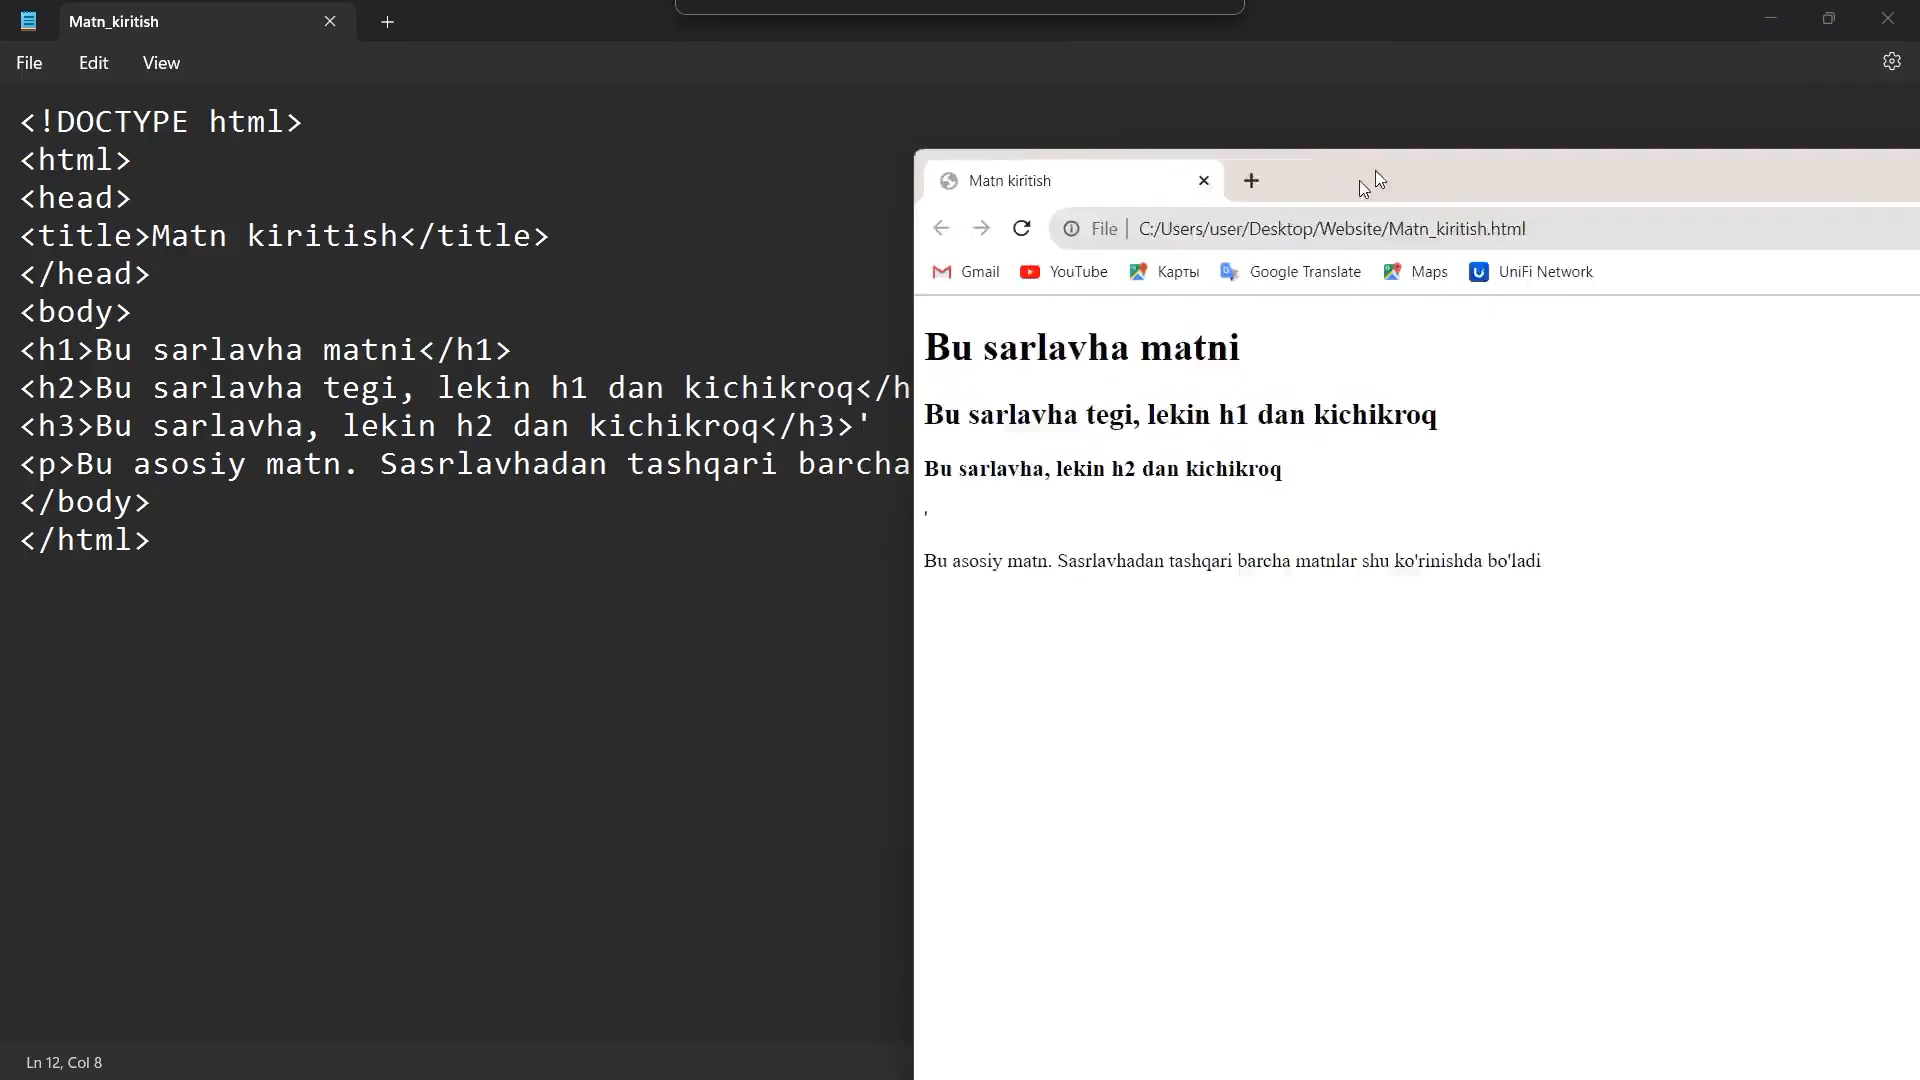 Matn_kiritish
File Edit View
<!DOCTYPE html>
<html>
<head>
<title>Matn kiritish</title>
</head>
<body>
<h1>Bu sarlavha matni</h1>
<h2>Bu sarlavha tegi, lekin h1 dan kichikroq</h
<h3>Bu sarlavha, lekin h2 dan kichikroq</h3>'
<p>Bu asosiy matn. Sasrlavhadan tashqari barcha
</body>
</html>
Ln 12, Col 8
Matn kiritish
File C:/Users/user/Desktop/Website/Matn_kiritish.html
Gmail YouTube Карты Google Translate Maps UniFi Network
Bu sarlavha matni
Bu sarlavha tegi, lekin h1 dan kichikroq
Bu sarlavha, lekin h2 dan kichikroq
'
Bu asosiy matn. Sasrlavhadan tashqari barcha matnlar shu ko'rinishda bo'ladi